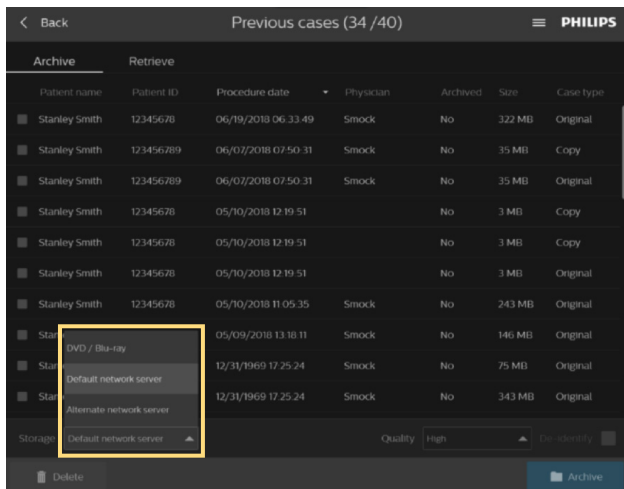 Back Previous cases (34 /40) PHILIPS
Archive Retrieve
Patient name Patient ID Procedure date Physician Archived Size Case type
Stanley Smith 12345678 06/19/2018 06:33:49 Smock No 322 MB Original
Stanley Smith 123456789 06/07/2018 07:50:31 Smock No 35 MB Copy
Stanley Smith 123456789 06/07/2018 07:50:31 Smock No 35 MB Original
Stanley Smith 12345678 05/10/2018 12:19:51 No 3 MB Copy
Stanley Smith 12345678 05/10/2018 12:19:51 No 3 MB Copy
Stanley Smith 12345678 05/10/2018 12:19:51 No 3 MB Original
Stanley Smith 12345678 05/10/2018 11:05:35 Smock No 243 MB Original
Stan 05/09/2018 13:18:11 Smock No 146 MB Original
DVD / Blu-ray
Stan 12/31/1969 17:25:24 Smock No 75 MB Original
Default network server
Stan 12/31/1969 17:25:24 Smock No 343 MB Original
Alternate network server
Storage Default network server Quality High De-identify
Delete Archive